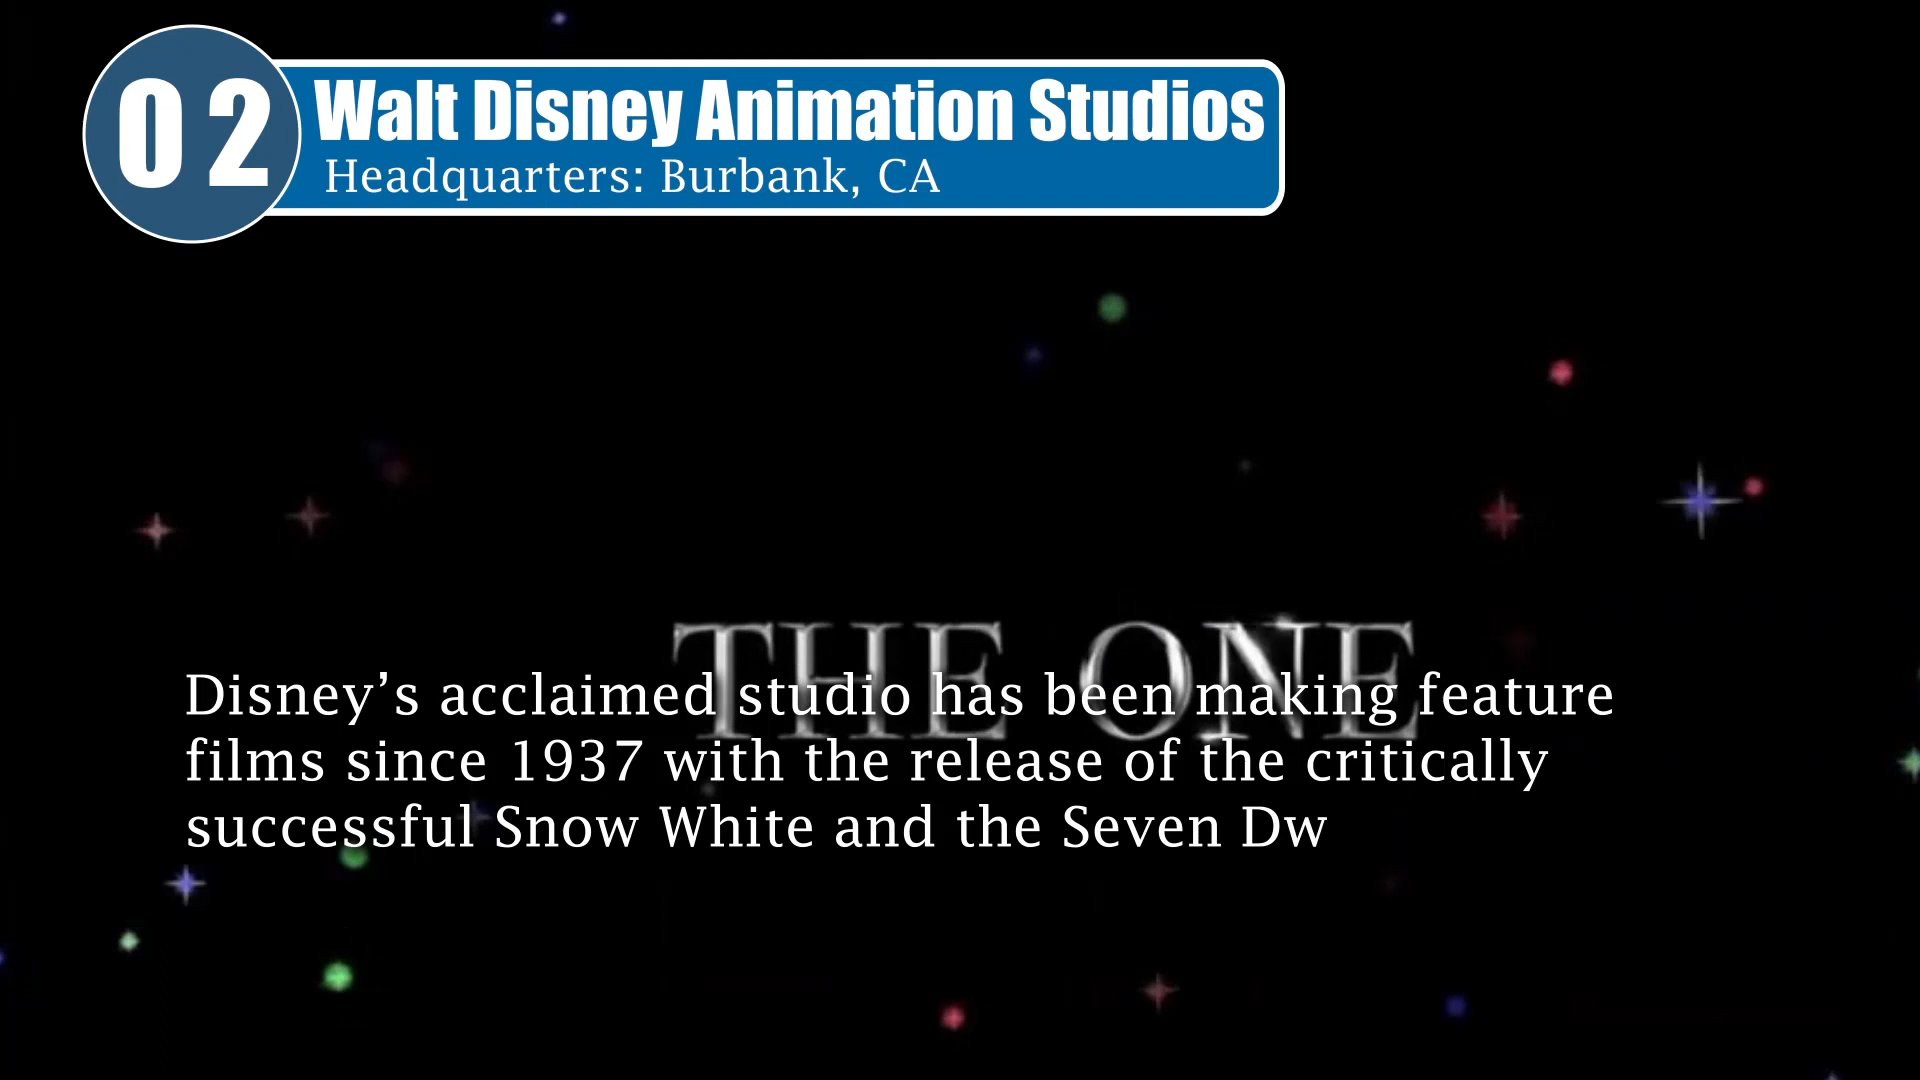 02
Walt Disney Animation Studios
Headquarters: Burbank, CA
THE ONE
Disney’s acclaimed studio has been making feature
films since 1937 with the release of the critically
successful Snow White and the Seven Dw